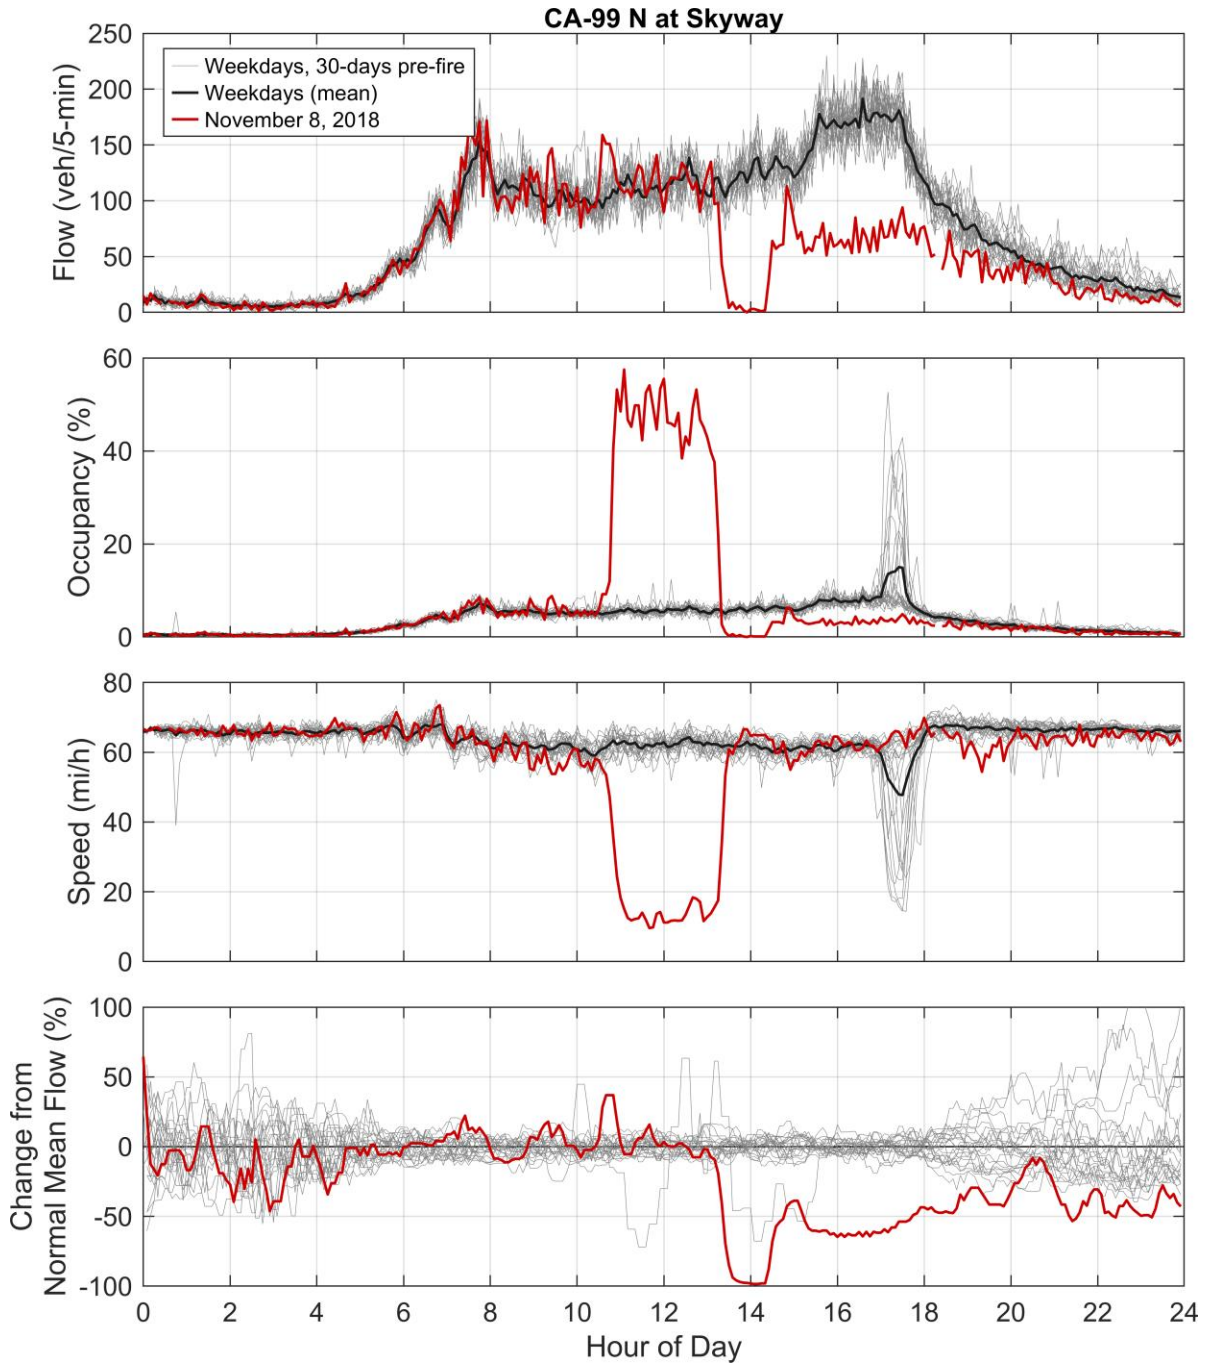 CA-99 N at Skyway
250
200
150
100
50
0
Flow (veh/5-min)
Weekdays, 30-days pre-fire
Weekdays (mean)
November 8, 2018
60
40
20
0
Occupancy (%)
80
60
40
20
0
Speed (mi/h)
100
50
0
-50
-100
Change from
Normal Mean Flow (%)
0 2 4 6 8 10 12 14 16 18 20 22 24
Hour of Day